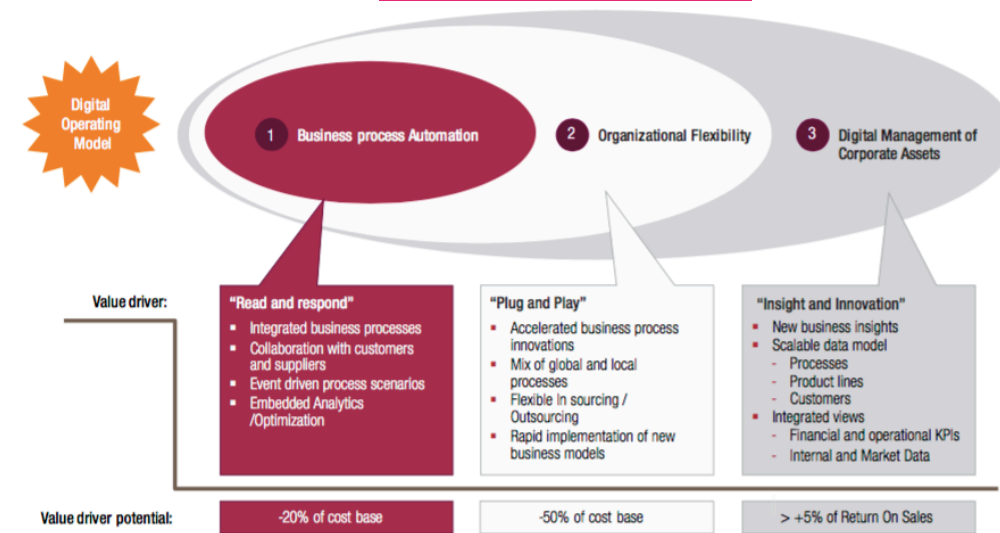 Digital
Operating
Model
1 Business process Automation
2 Organizational Flexibility
3 Digital Management of
Corporate Assets
Value driver:
“Read and respond”
▪ Integrated business processes
▪ Collaboration with customers
and suppliers
▪ Event driven process scenarios
▪ Embedded Analytics
/Optimization
“Plug and Play”
▪ Accelerated business process
innovations
▪ Mix of global and local
processes
▪ Flexible In sourcing /
Outsourcing
▪ Rapid implementation of new
business models
“Insight and Innovation”
▪ New business insights
▪ Scalable data model
- Processes
- Product lines
- Customers
▪ Integrated views
- Financial and operational KPIs
- Internal and Market Data
Value driver potential:
-20% of cost base
-50% of cost base
> +5% of Return On Sales